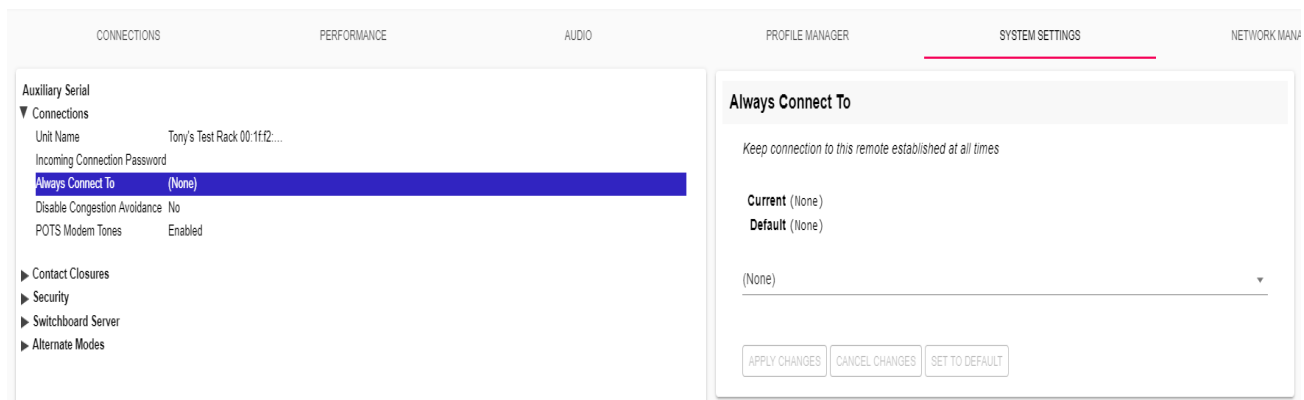 CONNECTIONS PERFORMANCE AUDIO PROFILE MANAGER SYSTEM SETTINGS NETWORK MANA
Auxiliary Serial
Connections
Unit Name Tony's Test Rack 00:1f:f2:...
Incoming Connection Password
Always Connect To (None)
Disable Congestion Avoidance No
POTS Modem Tones Enabled
Contact Closures
Security
Switchboard Server
Alternate Modes
Always Connect To
Keep connection to this remote established at all times
Current (None)
Default (None)
(None)
APPLY CHANGES CANCEL CHANGES SET TO DEFAULT